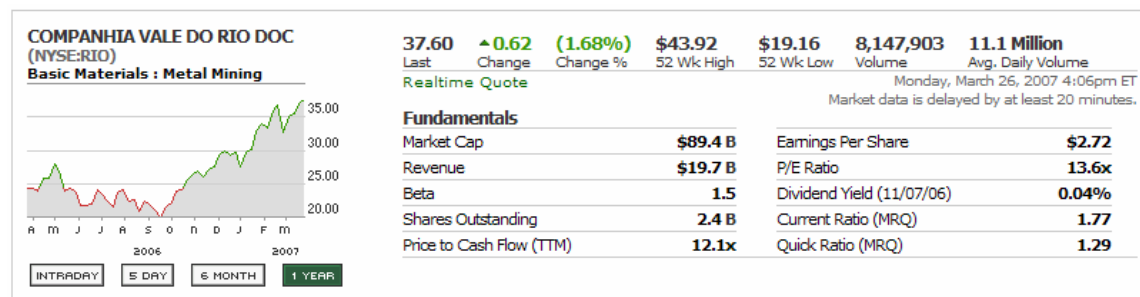 COMPANHIA VALE DO RIO DOC
(NYSE:RIO)
Basic Materials : Metal Mining
35.00
30.00
25.00
20.00
A M J J A S O N D J F M
2006 2007
INTRADAY 5 DAY 6 MONTH 1 YEAR
37.60 0.62 (1.68%) $43.92 $19.16 8,147,903 11.1 Million
Last Change Change % 52 Wk High 52 Wk Low Volume Avg. Daily Volume
Realtime Quote Monday, March 26, 2007 4:06pm ET
Market data is delayed by at least 20 minutes.
Fundamentals
Market Cap $89.4 B Earnings Per Share $2.72
Revenue $19.7 B P/E Ratio 13.6x
Beta 1.5 Dividend Yield (11/07/06) 0.04%
Shares Outstanding 2.4 B Current Ratio (MRQ) 1.77
Price to Cash Flow (TTM) 12.1x Quick Ratio (MRQ) 1.29